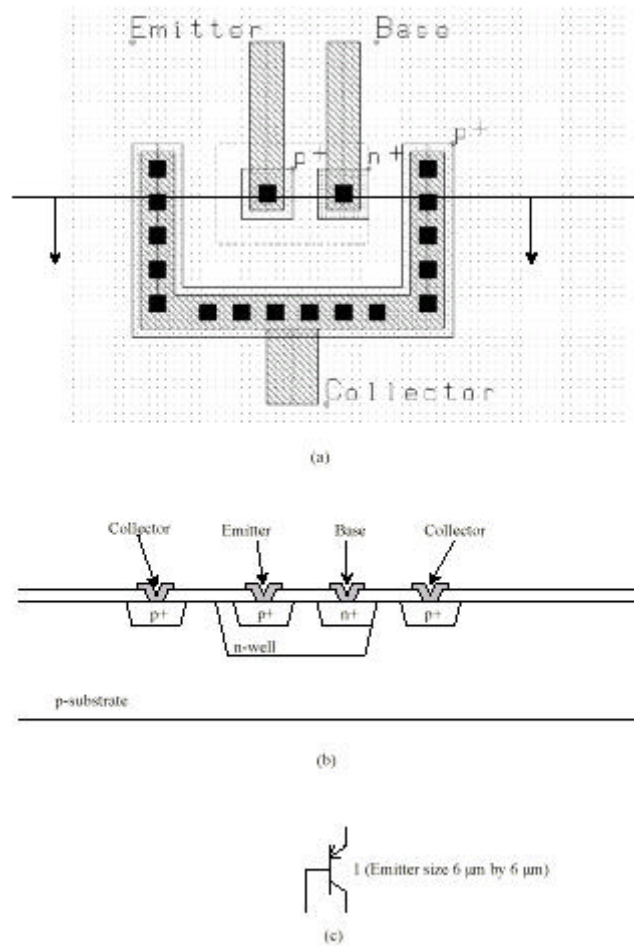 Emitter Base
p+
p+ n+
Collector
(a)
Collector Emitter Base Collector
p+ p+ n+ p+
n-well
p-substrate
(b)
1 (Emitter size 6 μm by 6 μm)
(c)